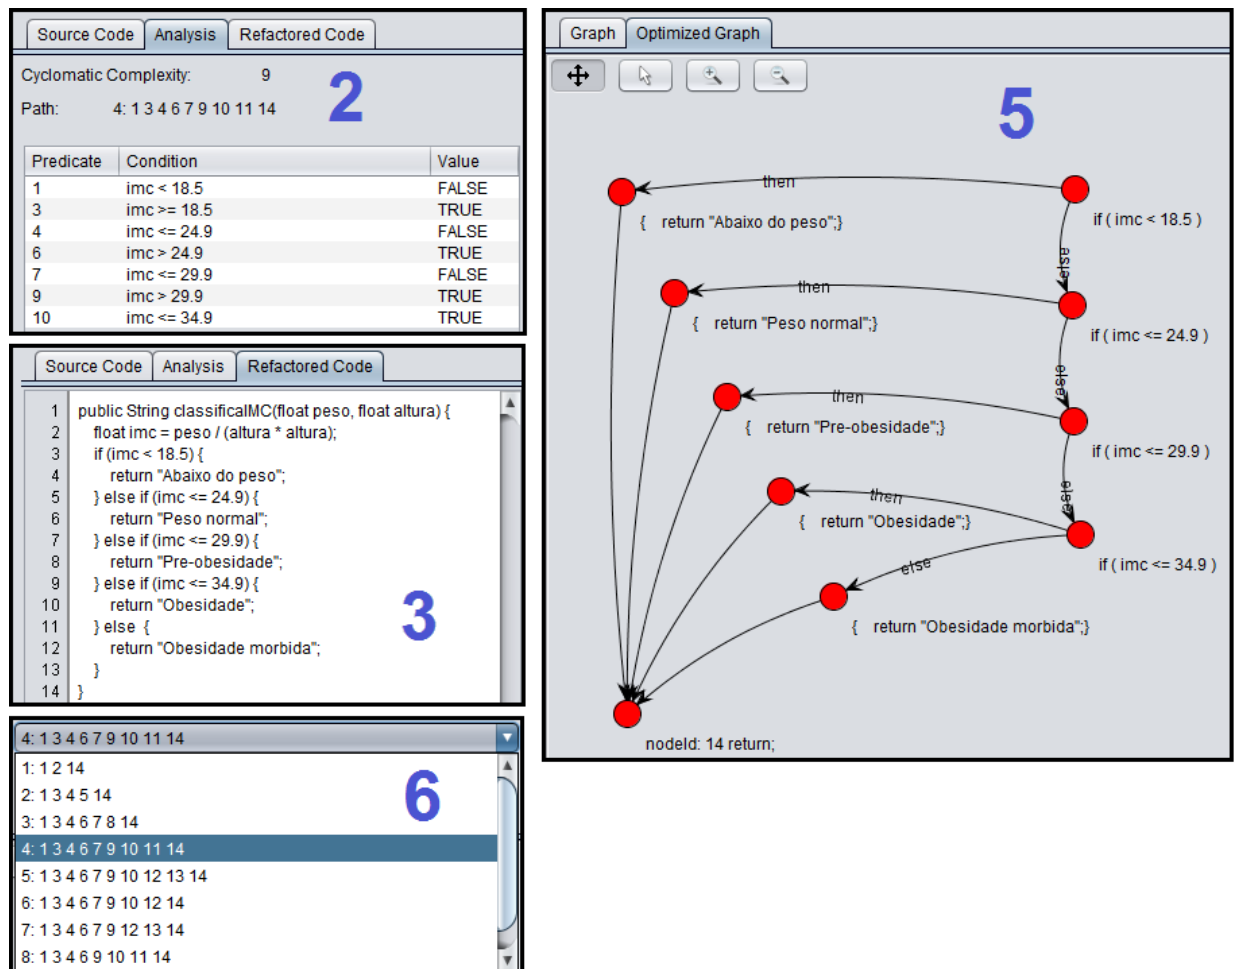 Source Code Analysis Refactored Code
Cyclomatic Complexity: 9
Path: 4: 1 3 4 6 7 9 10 11 14
2
Predicate Condition Value
1 imc < 18.5 FALSE
3 imc >= 18.5 TRUE
4 imc <= 24.9 FALSE
6 imc > 24.9 TRUE
7 imc <= 29.9 FALSE
9 imc > 29.9 TRUE
10 imc <= 34.9 TRUE
Source Code Analysis Refactored Code
1 public String classificaIMC(float peso, float altura) {
2 float imc = peso / (altura * altura);
3 if (imc < 18.5) {
4 return "Abaixo do peso";
5 } else if (imc <= 24.9) {
6 return "Peso normal";
7 } else if (imc <= 29.9) {
8 return "Pre-obesidade";
9 } else if (imc <= 34.9) {
10 return "Obesidade";
11 } else {
12 return "Obesidade morbida";
13 }
14 }
3
4: 1 3 4 6 7 9 10 11 14
1: 1 2 14
2: 1 3 4 5 14
3: 1 3 4 6 7 8 14
4: 1 3 4 6 7 9 10 11 14
5: 1 3 4 6 7 9 10 12 13 14
6: 1 3 4 6 7 9 10 12 14
7: 1 3 4 6 7 9 12 13 14
8: 1 3 4 6 9 10 11 14
6
Graph Optimized Graph
5
then
{ return "Abaixo do peso";}
if ( imc < 18.5 )
else
then
{ return "Peso normal";}
if ( imc <= 24.9 )
else
then
{ return "Pre-obesidade";}
if ( imc <= 29.9 )
else
then
{ return "Obesidade";}
if ( imc <= 34.9 )
else
{ return "Obesidade morbida";}
nodeId: 14 return;